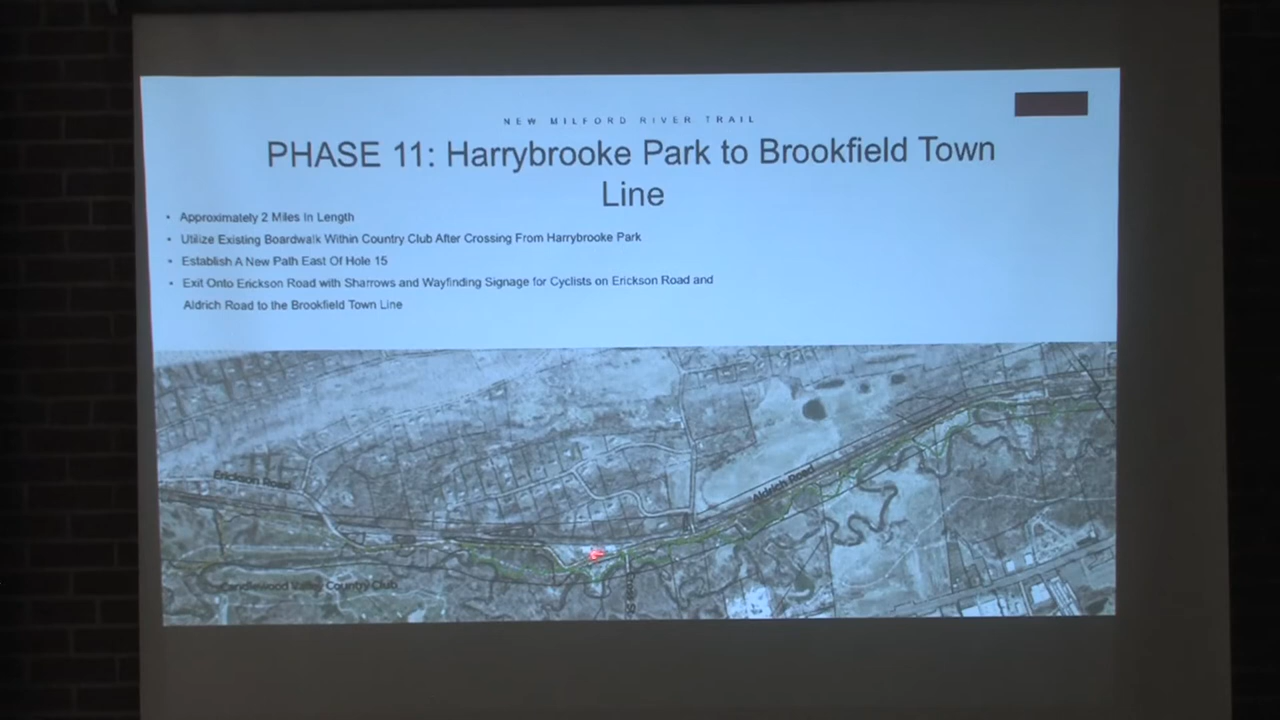 NEW MILFORD RIVER TRAIL
PHASE 11: Harrybrooke Park to Brookfield Town
Line
• Approximately 2 Miles In Length
• Utilize Existing Boardwalk Within Country Club After Crossing From Harrybrooke Park
• Establish A New Path East Of Hole 15
• Exit Onto Erickson Road with Sharrows and Wayfinding Signage for Cyclists on Erickson Road and
Aldrich Road to the Brookfield Town Line
Erickson Road
Aldrich Road
Candlewood Valley Country Club